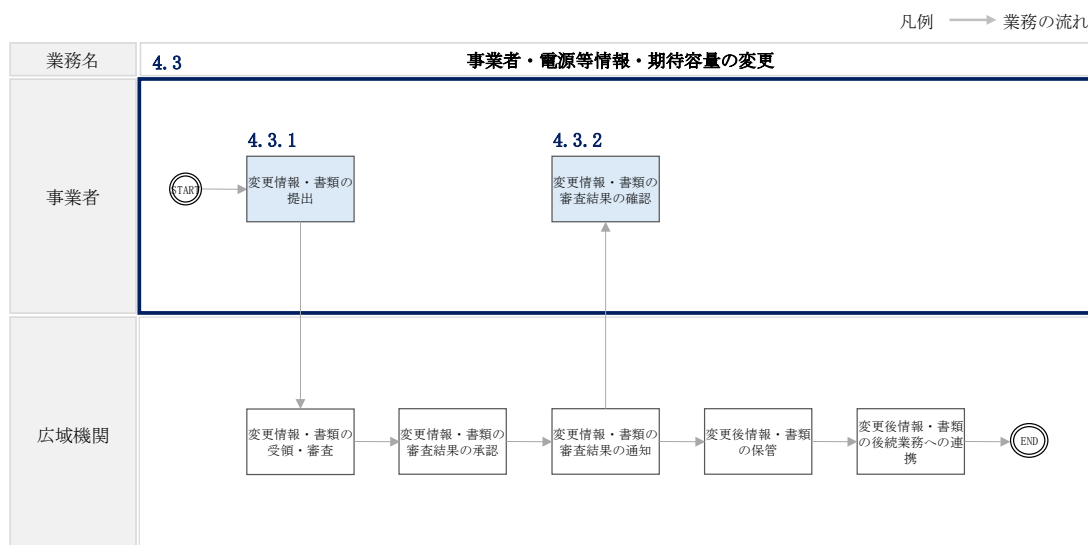 凡例 業務の流れ
業務名
4.3 事業者・電源等情報・期待容量の変更
事業者
START
4.3.1
変更情報・書類の
提出
4.3.2
変更情報・書類の
審査結果の確認
広域機関
変更情報・書類の
受領・審査
変更情報・書類の
審査結果の承認
変更情報・書類の
審査結果の通知
変更後情報・書類
の保管
変更後情報・書類
の後続業務への連
携
END